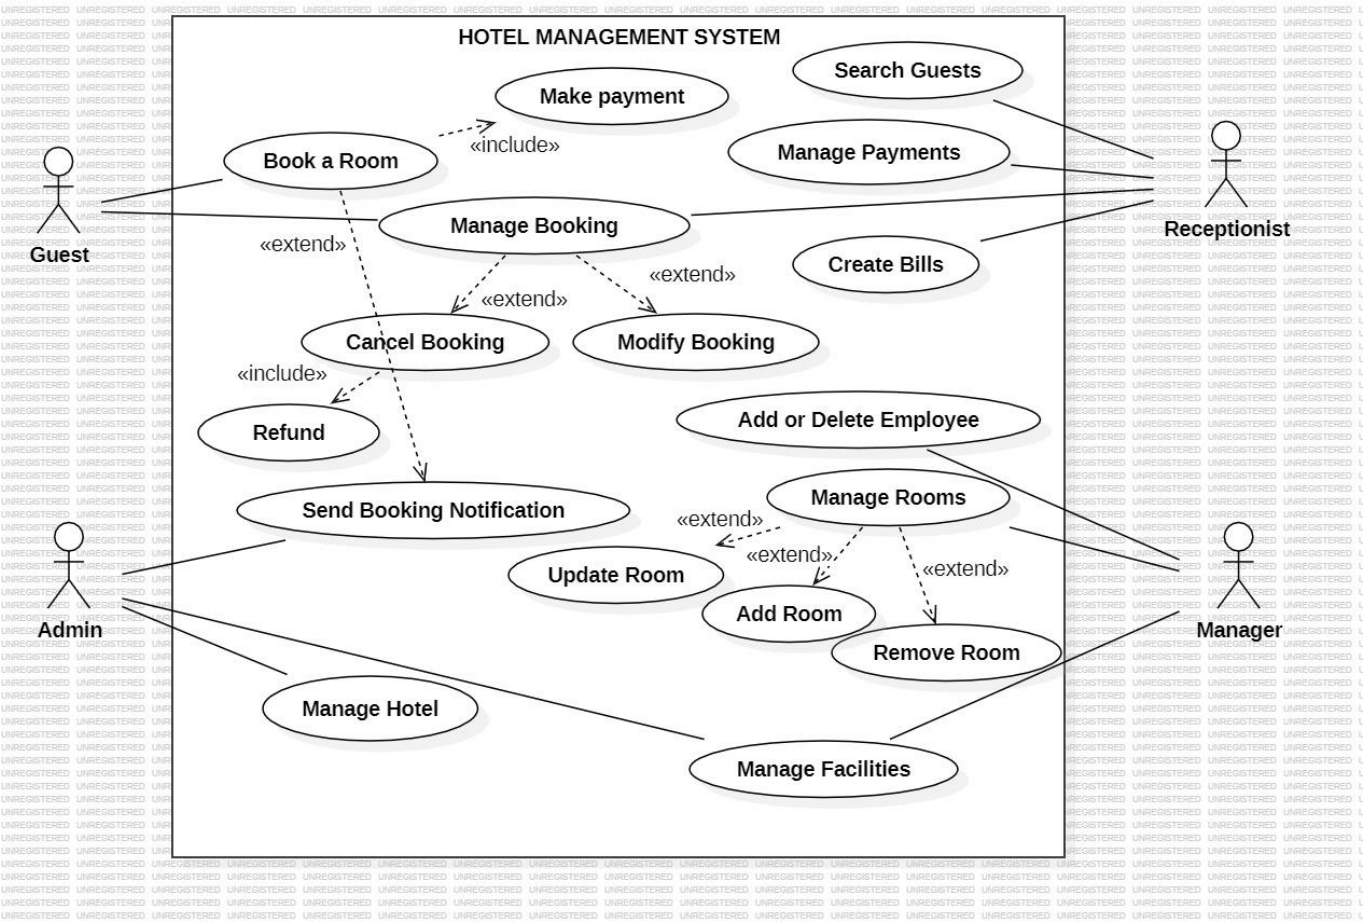 HOTEL MANAGEMENT SYSTEM
Search Guests
Make payment
«include»
Manage Payments
Book a Room
Guest
Receptionist
Manage Booking
«extend»
Create Bills
«extend»
«extend»
Cancel Booking
Modify Booking
«include»
Refund
Add or Delete Employee
Manage Rooms
Send Booking Notification
«extend»
«extend»
«extend»
Update Room
Add Room
Admin
Manager
Remove Room
Manage Hotel
Manage Facilities
UNREGISTERED